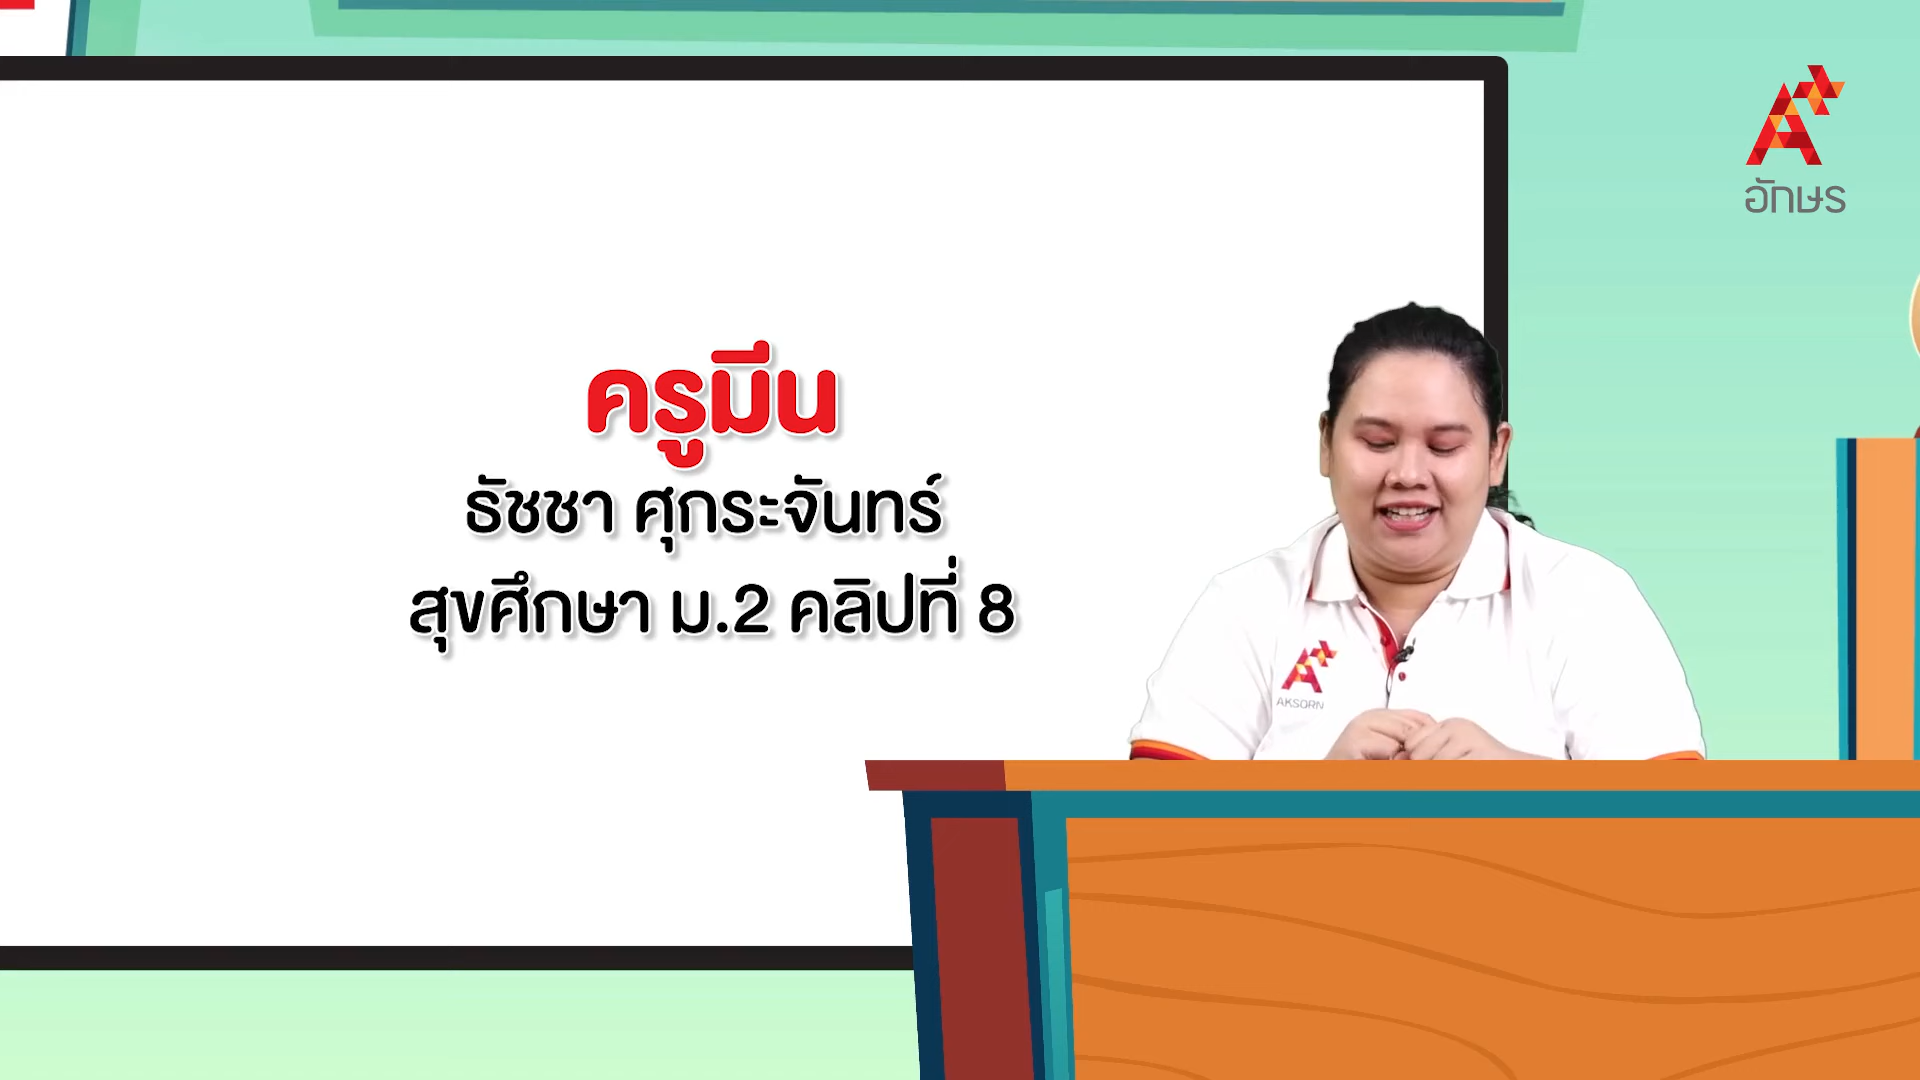 อักษร
ครูมีน
ธัชชา ศุกระจันทร์
สุขศึกษา ม.2 คลิปที่ 8
AKSORN